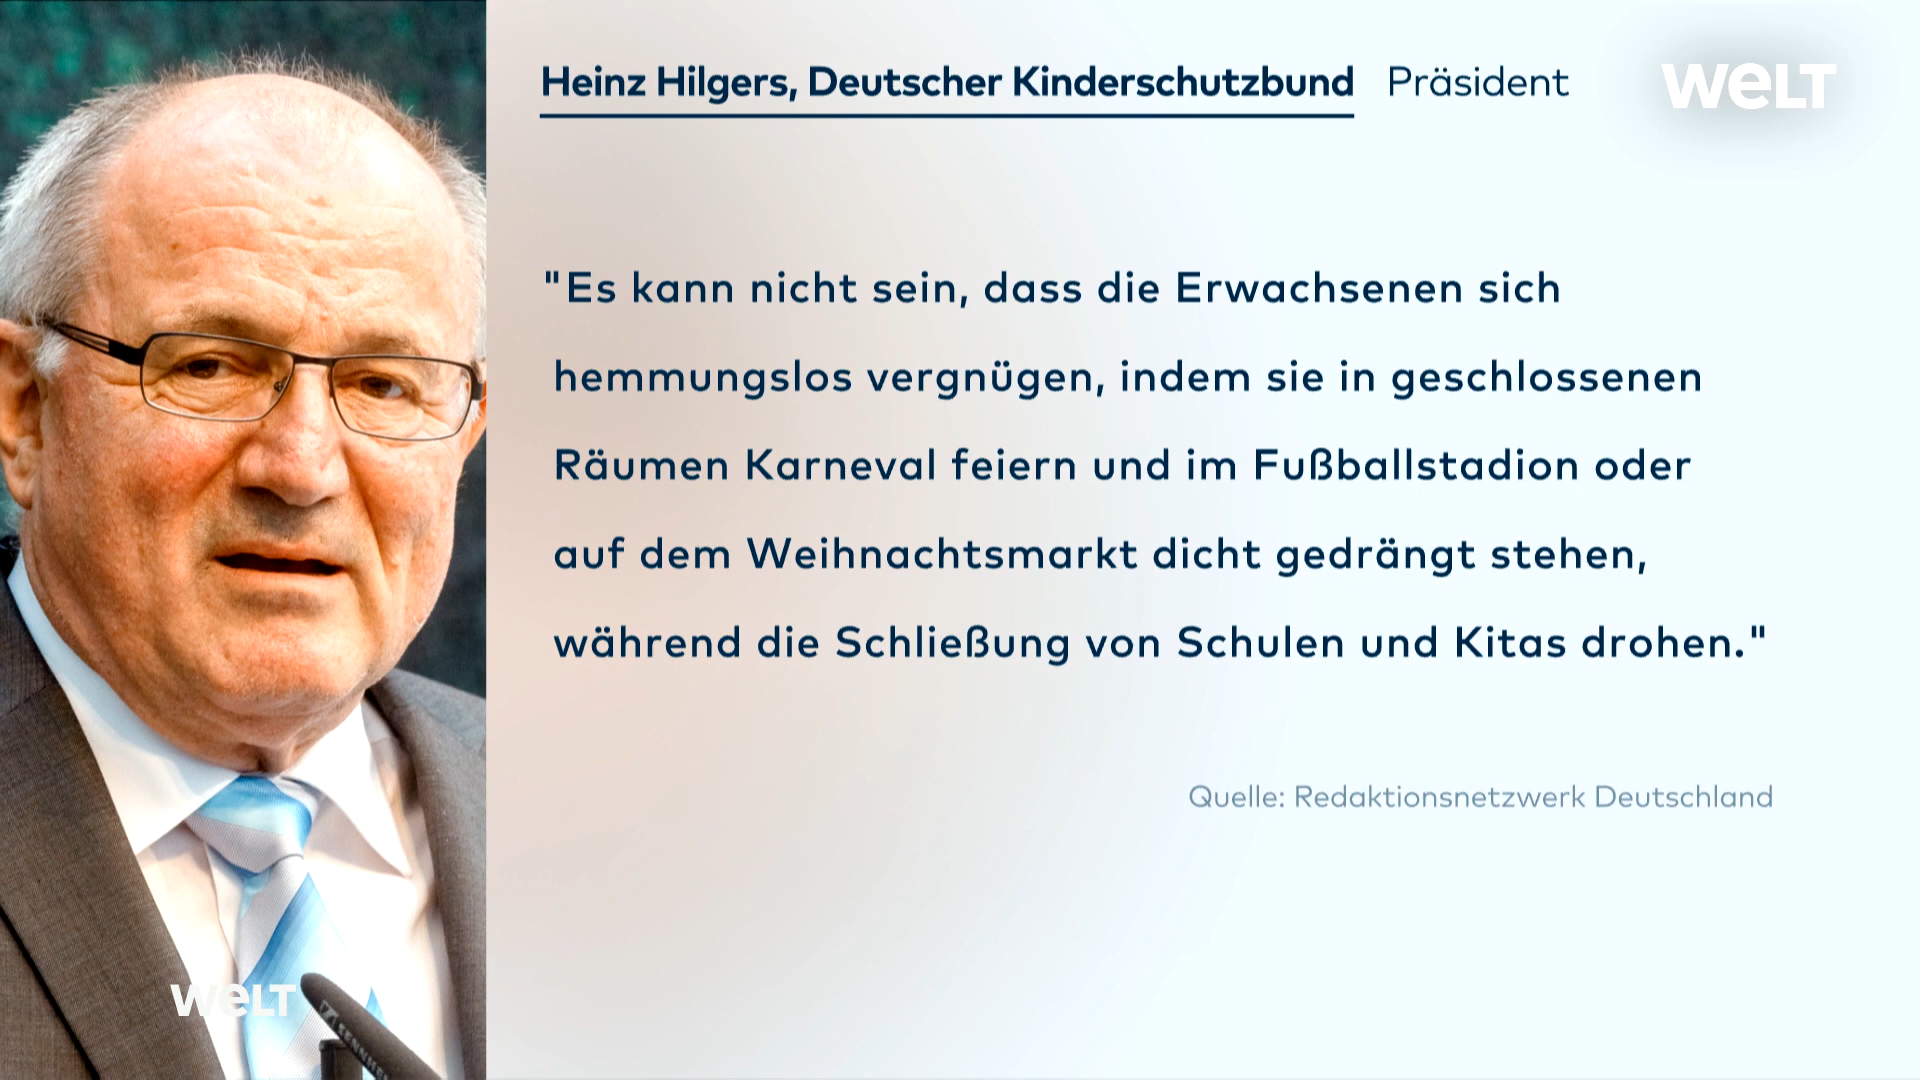 Heinz Hilgers, Deutscher Kinderschutzbund Präsident
WELT
"Es kann nicht sein, dass die Erwachsenen sich
hemmungslos vergnügen, indem sie in geschlossenen
Räumen Karneval feiern und im Fußballstadion oder
auf dem Weihnachtsmarkt dicht gedrängt stehen,
während die Schließung von Schulen und Kitas drohen."
Quelle: Redaktionsnetzwerk Deutschland
WELT
SENNHEI